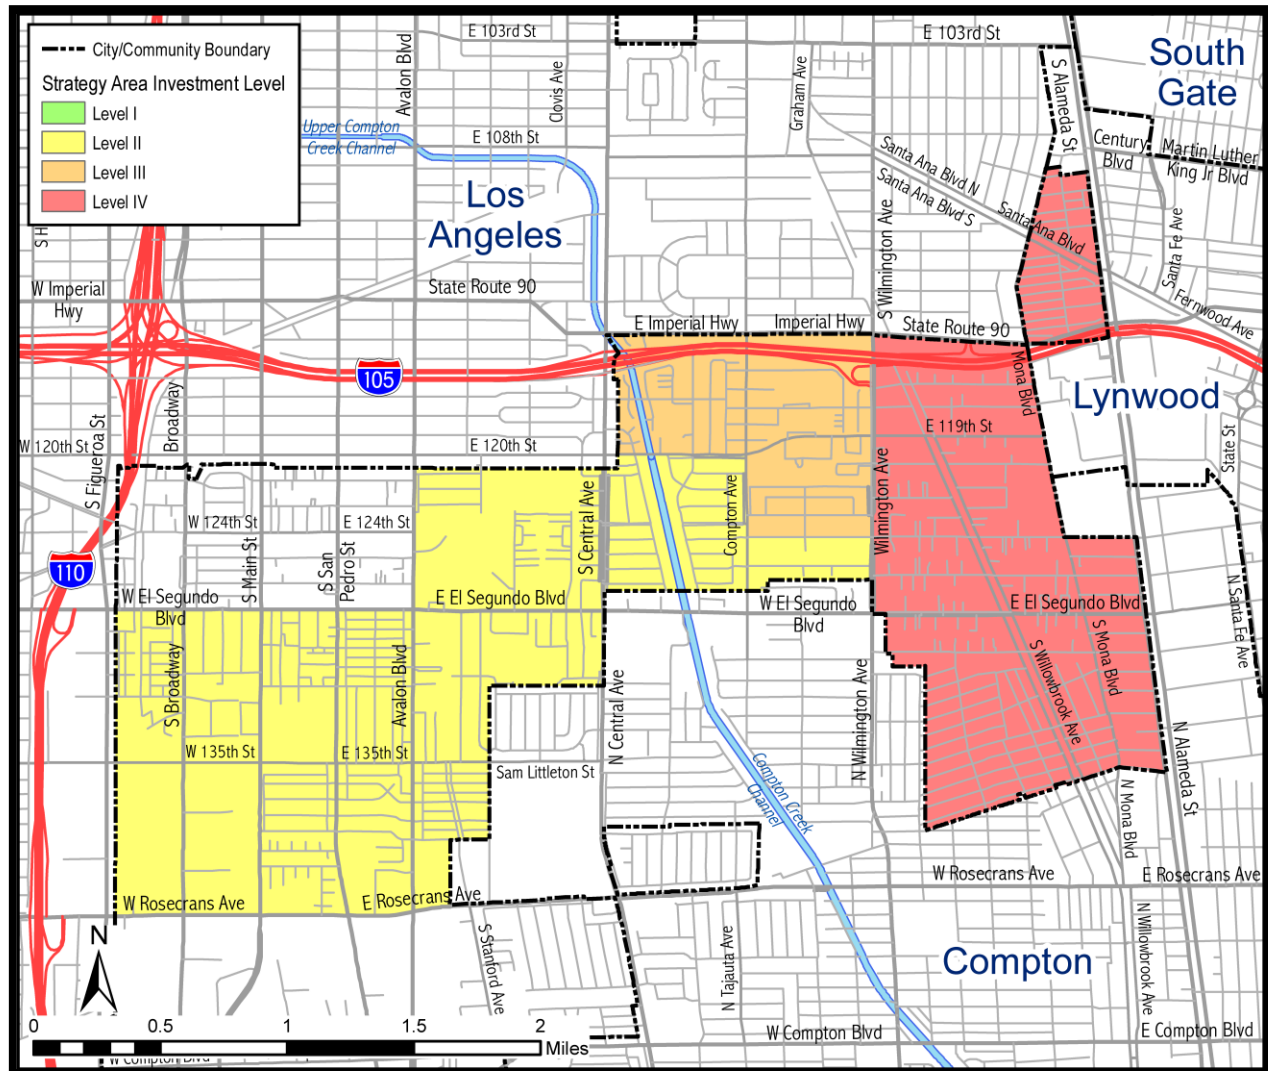 City/Community Boundary
Strategy Area Investment Level
Level I
Level II
Level III
Level IV
E 103rd St
E 103rd St
South
Gate
Avalon Blvd
Clovis Ave
Graham Ave
S Alameda St
Upper Compton
Creek Channel
E 108th St
Century
Blvd
Martin Luther
King Jr Blvd
Santa Ana Blvd N
Santa Ana Blvd S
Santa Ana Blvd
Los
Angeles
S H
S Wilmington Ave
Santa Fe Ave
W Imperial
Hwy
State Route 90
Fernwood Ave
E Imperial Hwy
Imperial Hwy
State Route 90
105
Mona Blvd
Lynwood
Broadway
S Figueroa St
W 120th St
E 120th St
E 119th St
State St
S Central Ave
Compton Ave
Wilmington Ave
W 124th St
E 124th St
S Main St
S San
Pedro St
110
W El Segundo
Blvd
E El Segundo Blvd
W El Segundo
Blvd
E El Segundo Blvd
N Santa Fe Ave
S Broadway
Avalon Blvd
N Central Ave
N Wilmington Ave
S Willowbrook Ave
S Mona Blvd
W 135th St
E 135th St
Sam Littleton St
N Alameda St
Compton Creek
Channel
N Mona Blvd
W Rosecrans Ave
E Rosecrans Ave
W Rosecrans Ave
E Rosecrans Ave
N
S Stanford Ave
N Tajauta Ave
Compton
N Willowbrook Ave
0
0.5
1
1.5
2
Miles
W Compton Blvd
E Compton Blvd
W Compton Blvd